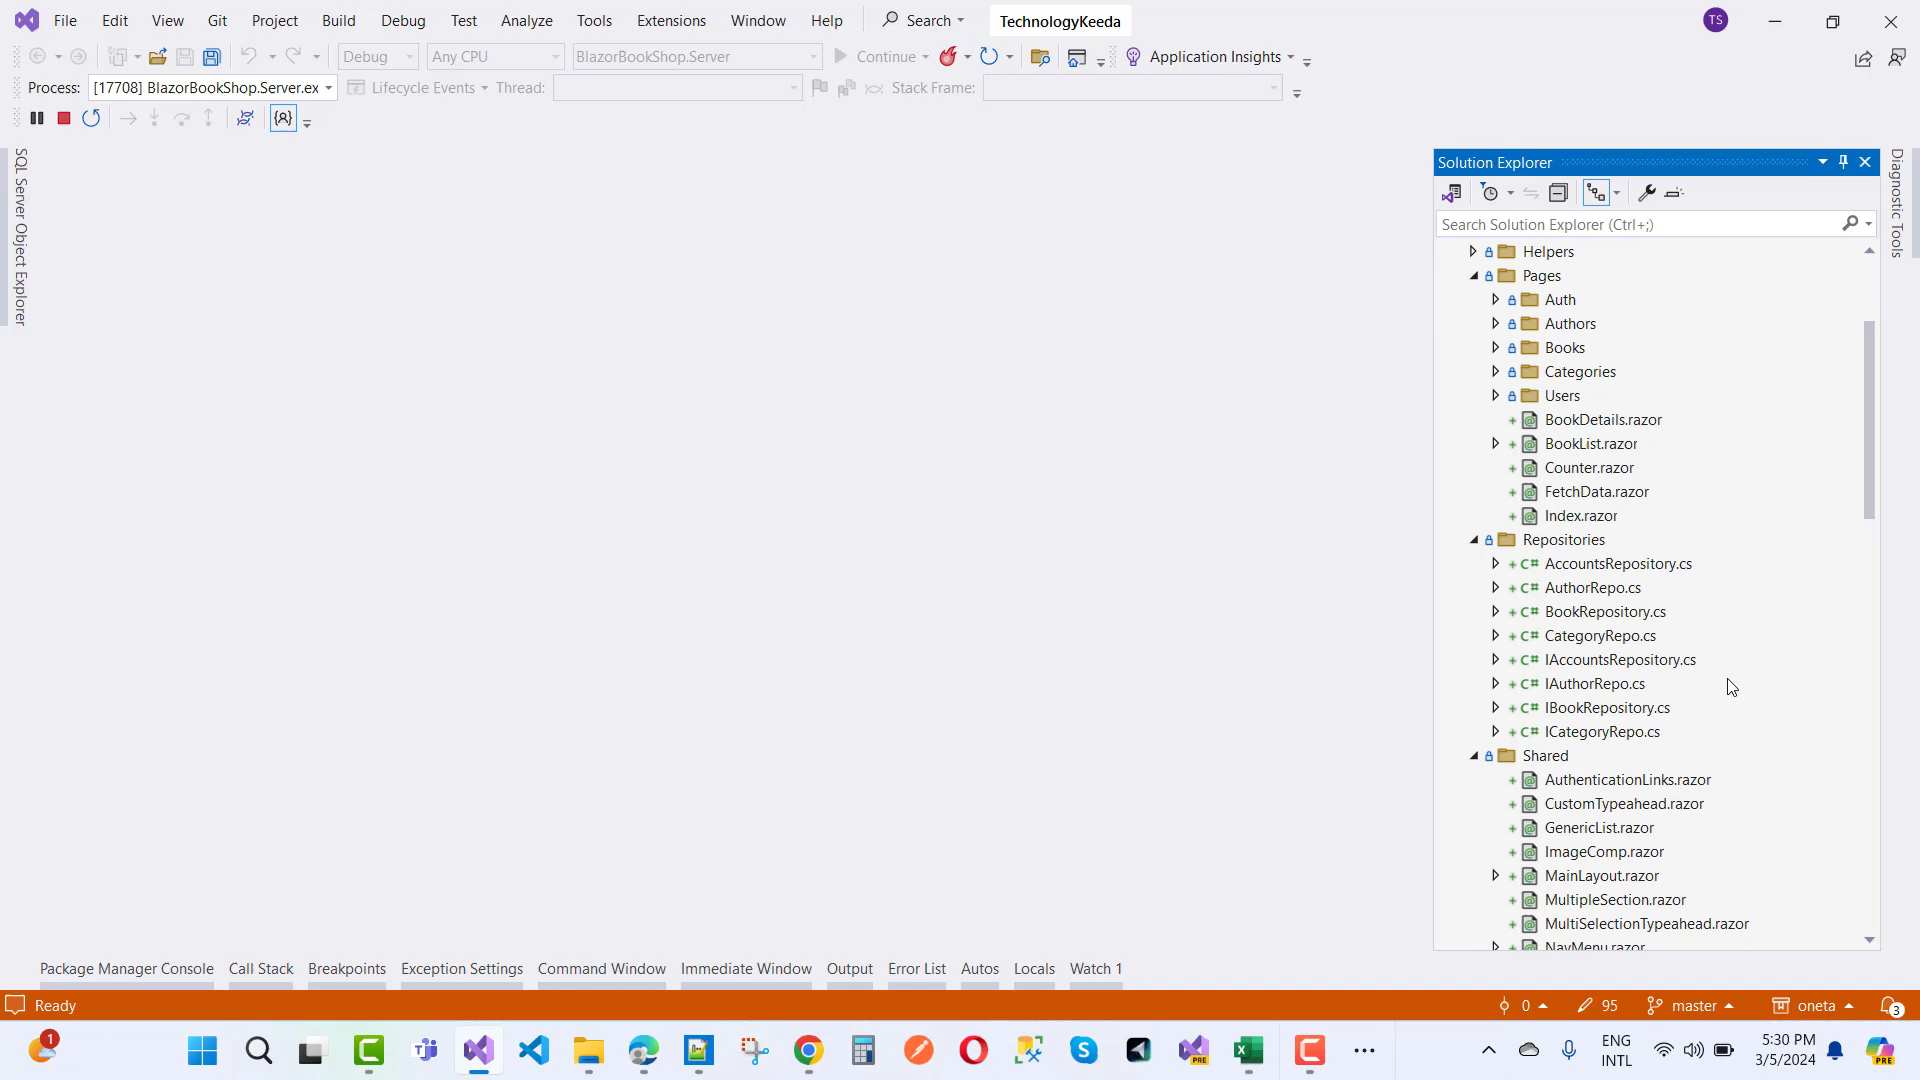 File Edit View Git Project Build Debug Test Analyze Tools Extensions Window Help Search TechnologyKeeda TS
Debug Any CPU BlazorBookShop.Server Continue Application Insights
Process: [17708] BlazorBookShop.Server.ex Lifecycle Events Thread: Stack Frame:
SQL Server Object Explorer
Solution Explorer
Diagnostic Tools
Search Solution Explorer (Ctrl+;)
Helpers
Pages
Auth
Authors
Books
Categories
Users
BookDetails.razor
BookList.razor
Counter.razor
FetchData.razor
Index.razor
Repositories
C# AccountsRepository.cs
C# AuthorRepo.cs
C# BookRepository.cs
C# CategoryRepo.cs
C# IAccountsRepository.cs
C# IAuthorRepo.cs
C# IBookRepository.cs
C# ICategoryRepo.cs
Shared
AuthenticationLinks.razor
CustomTypeahead.razor
GenericList.razor
ImageComp.razor
MainLayout.razor
MultipleSection.razor
MultiSelectionTypeahead.razor
NavMenu.razor
Package Manager Console Call Stack Breakpoints Exception Settings Command Window Immediate Window Output Error List Autos Locals Watch 1
Ready 0 95 master oneta 3
1 ENG 5:30 PM
INTL 3/5/2024
PRE PRE